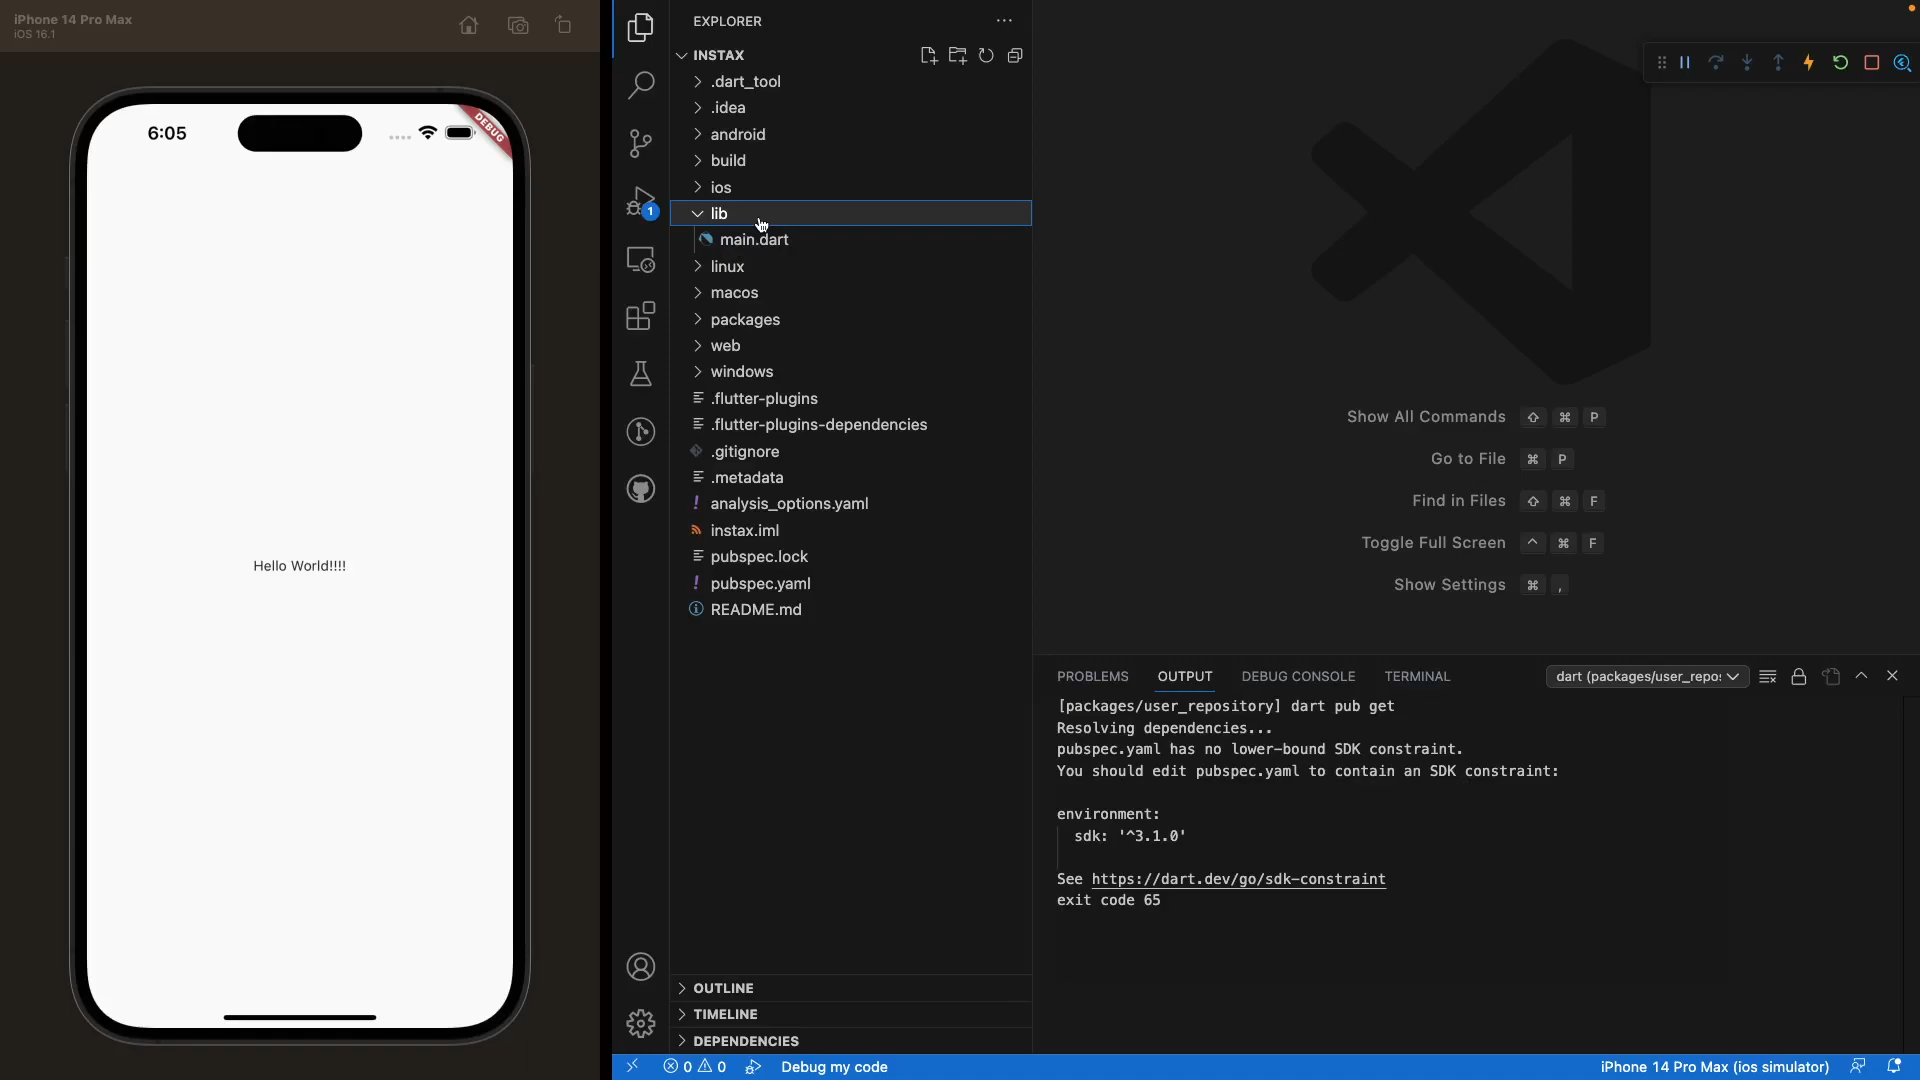 iPhone 14 Pro Max
iOS 16.1
6:05
DEBUG
Hello World!!!!
EXPLORER
INSTAX
.dart_tool
.idea
android
build
ios
lib
main.dart
linux
macos
packages
web
windows
.flutter-plugins
.flutter-plugins-dependencies
.gitignore
.metadata
analysis_options.yaml
instax.iml
pubspec.lock
pubspec.yaml
README.md
1
OUTLINE
TIMELINE
DEPENDENCIES
Show All Commands ⇧ ⌘ P
Go to File ⌘ P
Find in Files ⇧ ⌘ F
Toggle Full Screen ^ ⌘ F
Show Settings ⌘ ,
PROBLEMS OUTPUT DEBUG CONSOLE TERMINAL dart (packages/user_repos
[packages/user_repository] dart pub get
Resolving dependencies...
pubspec.yaml has no lower-bound SDK constraint.
You should edit pubspec.yaml to contain an SDK constraint:
environment:
sdk: '^3.1.0'
See https://dart.dev/go/sdk-constraint
exit code 65
0 0 Debug my code iPhone 14 Pro Max (ios simulator)